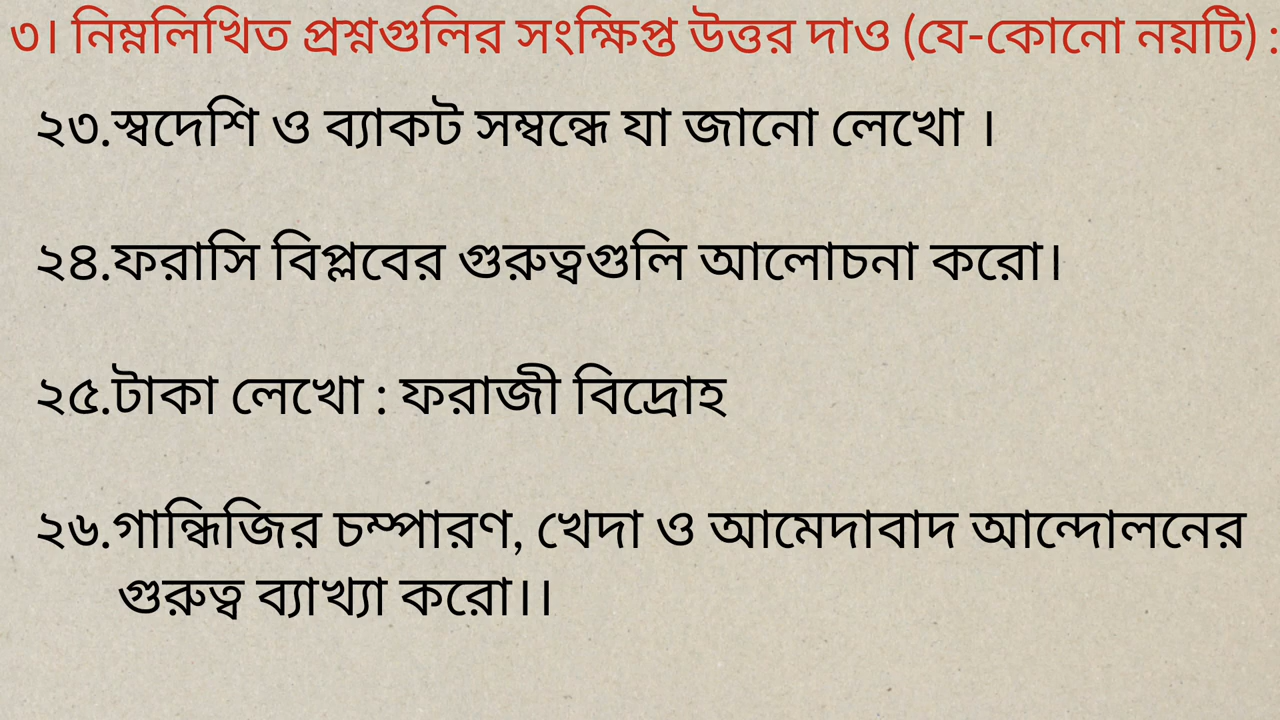 ৩। নিম্নলিখিত প্রশ্নগুলির সংক্ষিপ্ত উত্তর দাও (যে-কোনো নয়টি) :
২৩.স্বদেশি ও ব্যাকট সম্বন্ধে যা জানো লেখো ।
২৪.ফরাসি বিপ্লবের গুরুত্বগুলি আলোচনা করো।
২৫.টাকা লেখো : ফরাজী বিদ্রোহ
২৬.গান্ধিজির চম্পারণ, খেদা ও আমেদাবাদ আন্দোলনের
গুরুত্ব ব্যাখ্যা করো।।